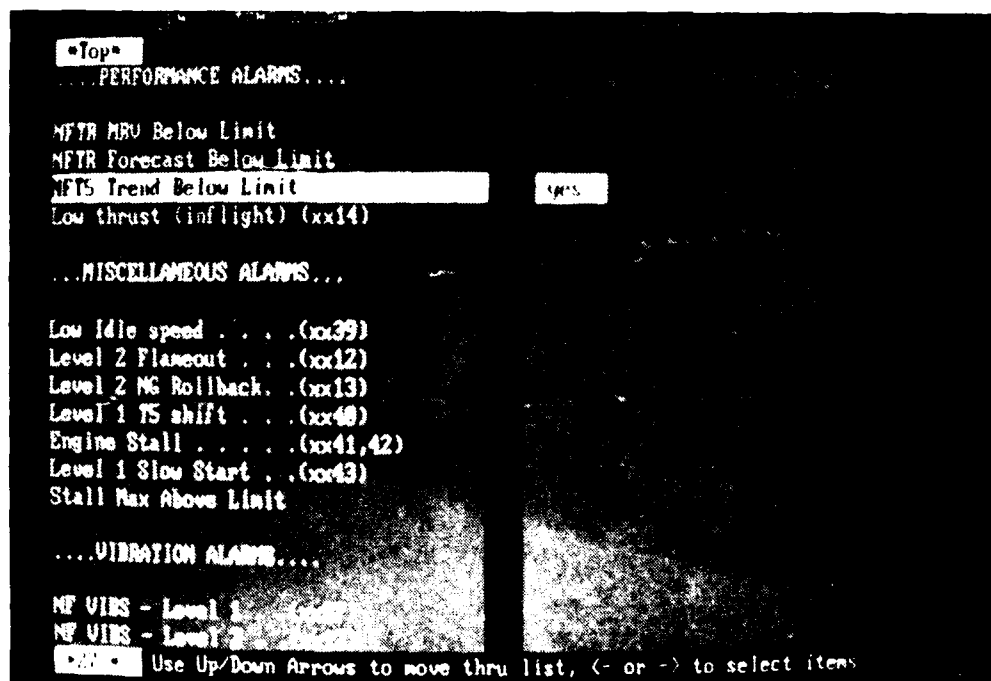 *Top*
....PERFORMANCE ALARMS....
NFTR MRV Below Limit
NFTR Forecast Below Limit
NFT5 Trend Below Limit yes
Low thrust (inflight) (xx14)
...MISCELLANEOUS ALARMS...
Low Idle speed . . . .(xx39)
Level 2 Flameout . . .(xx12)
Level 2 NG Rollback. .(xx13)
Level 1 T5 shift . . .(xx40)
Engine Stall . . . . .(xx41,42)
Level 1 Slow Start . .(xx43)
Stall Max Above Limit
....VIBRATION ALARMS....
NF VIBS - Level 1
NF VIBS - Level 2
Use Up/Down Arrows to move thru list, <- or -> to select items